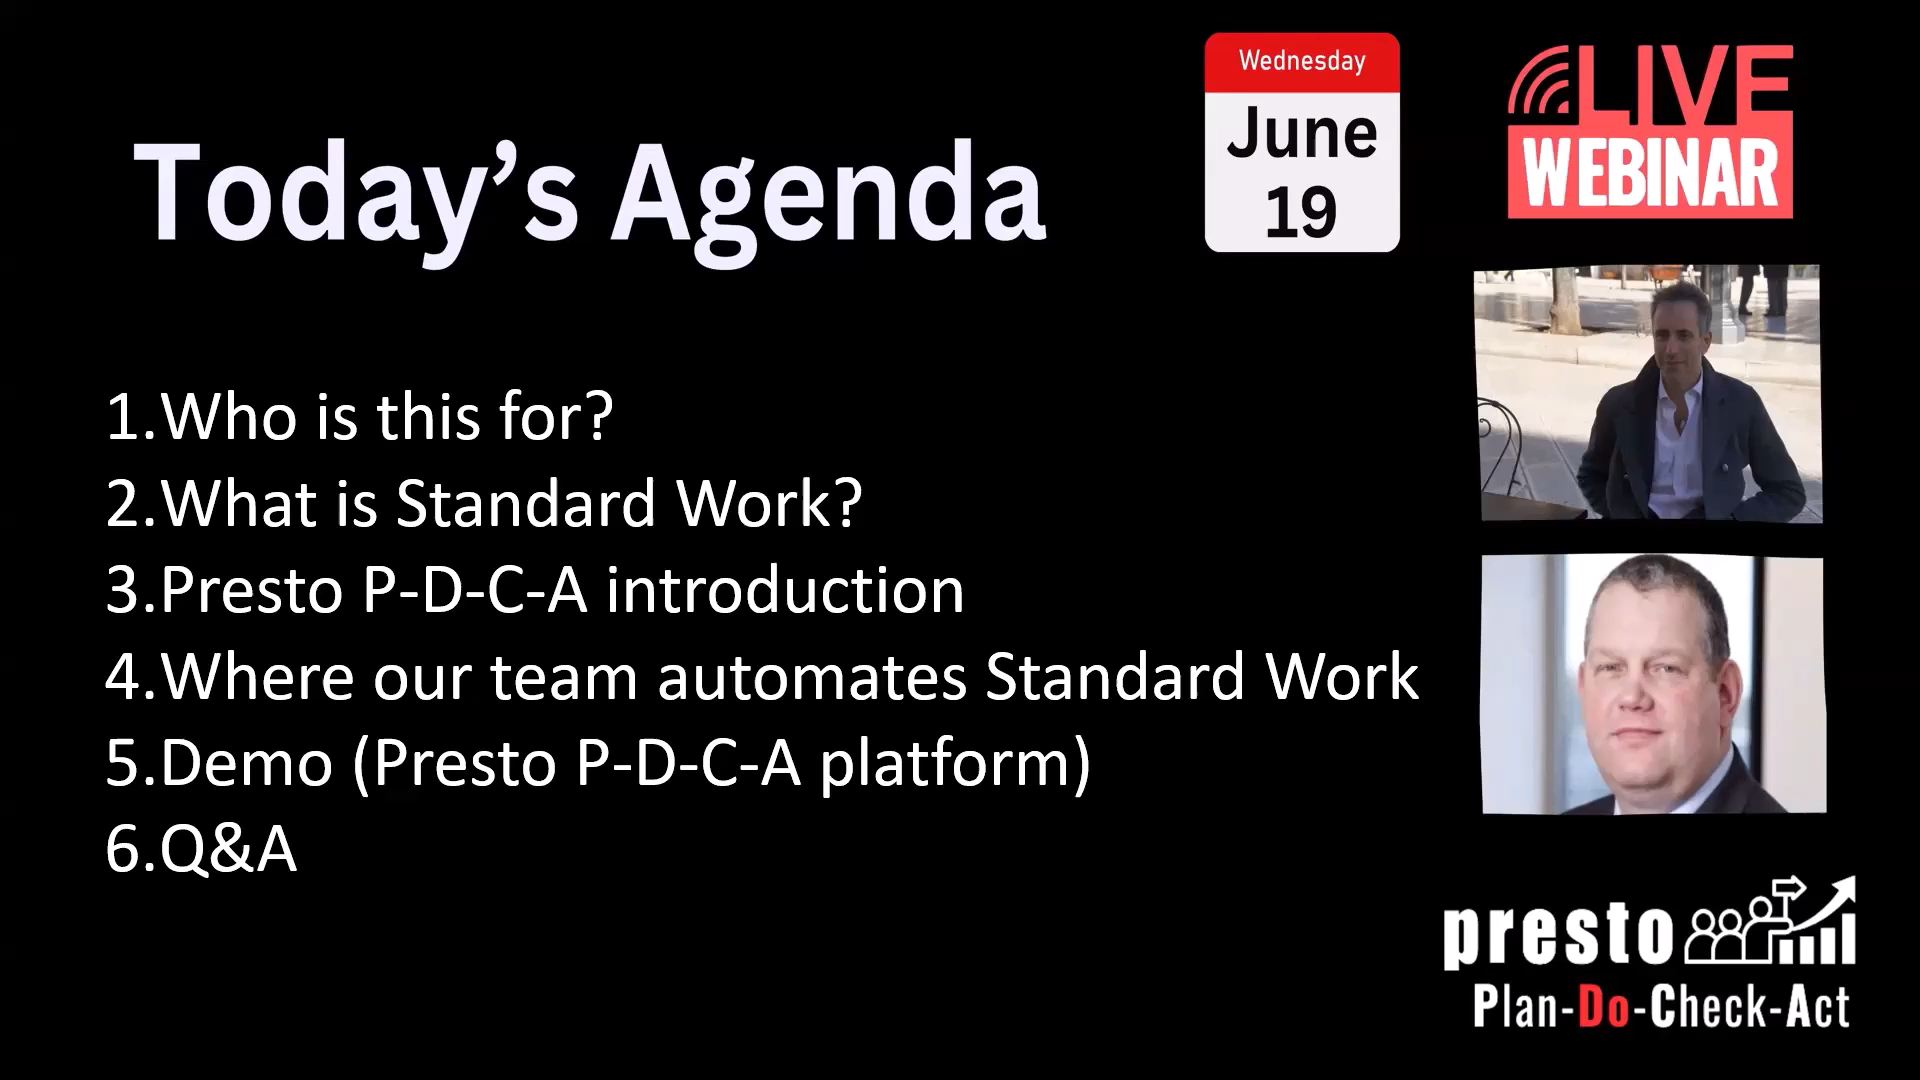 Today’s Agenda
Wednesday
June
19
LIVE
WEBINAR
1.Who is this for?
2.What is Standard Work?
3.Presto P-D-C-A introduction
4.Where our team automates Standard Work
5.Demo (Presto P-D-C-A platform)
6.Q&A
presto
Plan-Do-Check-Act